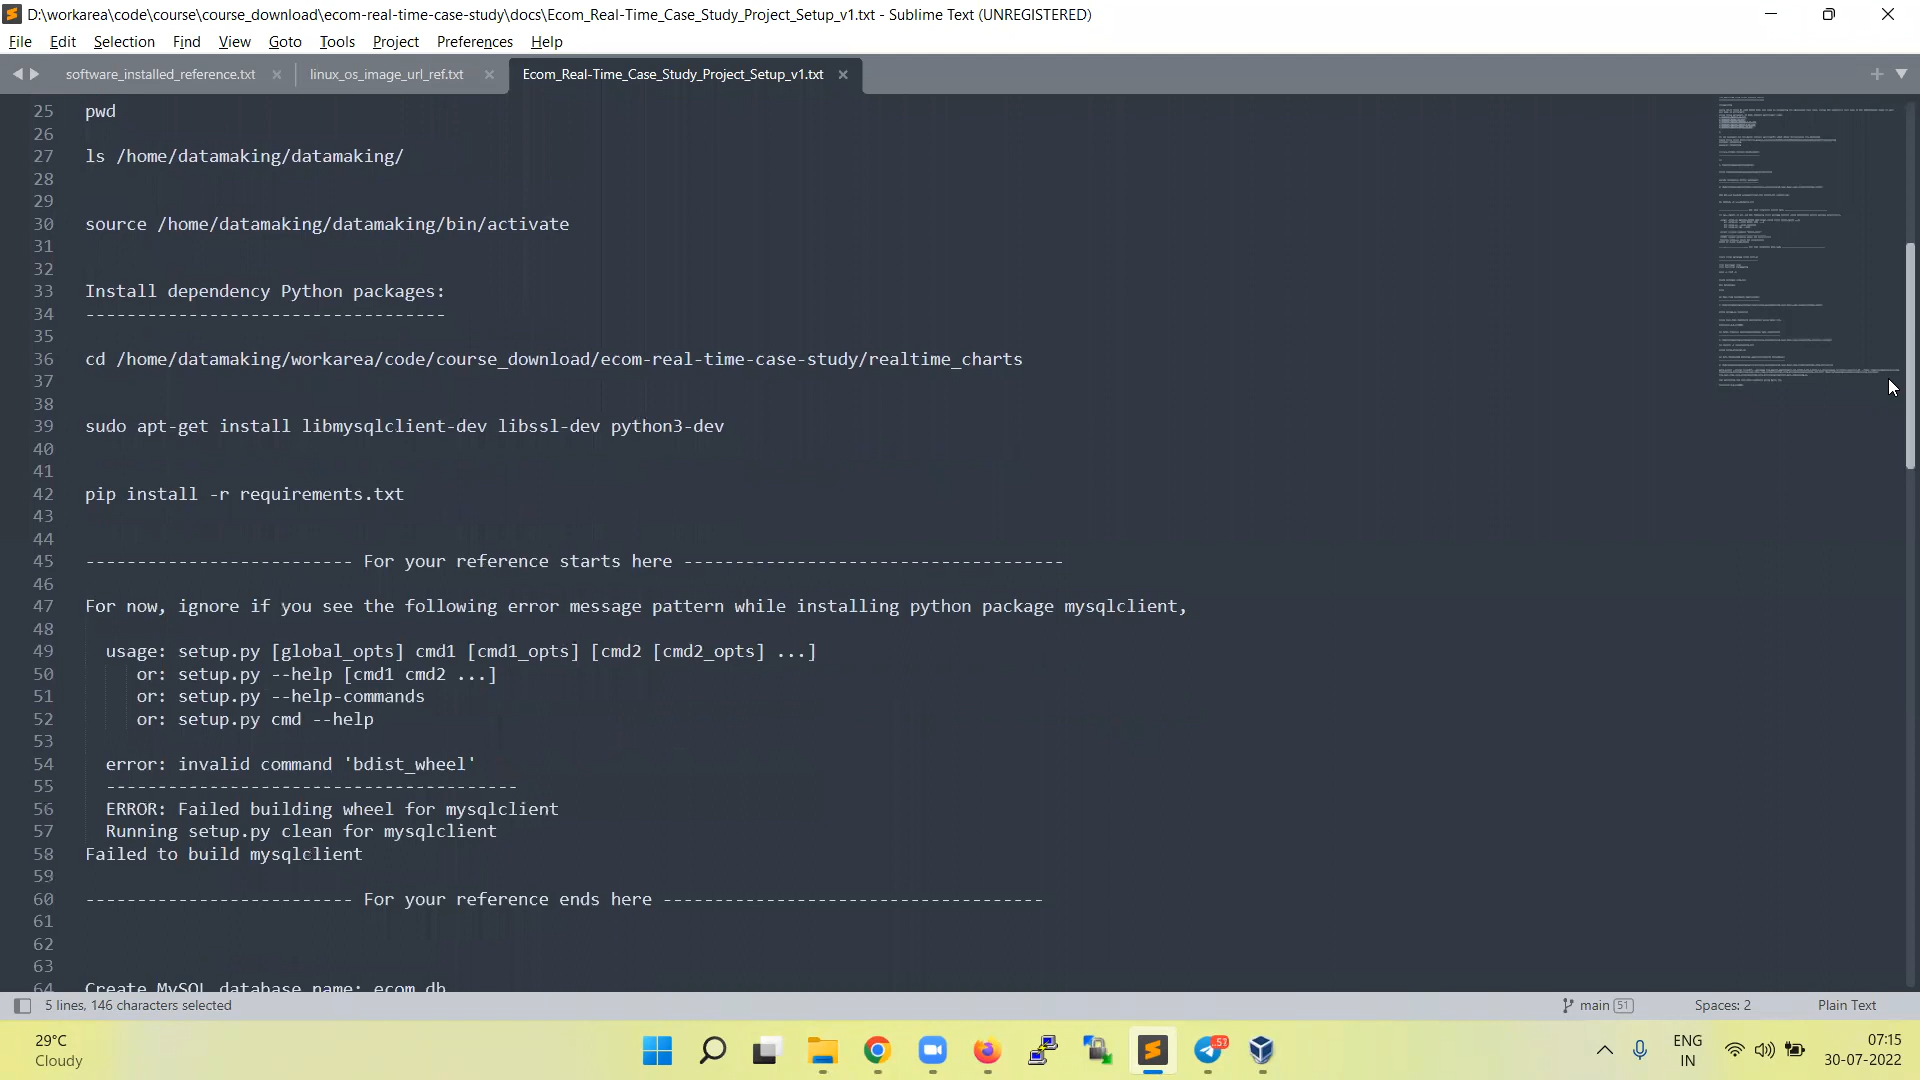 D:\workarea\code\course\course_download\ecom-real-time-case-study\docs\Ecom_Real-Time_Case_Study_Project_Setup_v1.txt - Sublime Text (UNREGISTERED)
File Edit Selection Find View Goto Tools Project Preferences Help
software_installed_reference.txt linux_os_image_url_ref.txt Ecom_Real-Time_Case_Study_Project_Setup_v1.txt
25 pwd
26
27 ls /home/datamaking/datamaking/
28
29
30 source /home/datamaking/datamaking/bin/activate
31
32
33 Install dependency Python packages:
34 -----------------------------------
35
36 cd /home/datamaking/workarea/code/course_download/ecom-real-time-case-study/realtime_charts
37
38
39 sudo apt-get install libmysqlclient-dev libssl-dev python3-dev
40
41
42 pip install -r requirements.txt
43
44
45 -------------------------- For your reference starts here -------------------------------------
46
47 For now, ignore if you see the following error message pattern while installing python package mysqlclient,
48
49 usage: setup.py [global_opts] cmd1 [cmd1_opts] [cmd2 [cmd2_opts] ...]
50 or: setup.py --help [cmd1 cmd2 ...]
51 or: setup.py --help-commands
52 or: setup.py cmd --help
53
54 error: invalid command 'bdist_wheel'
55 ----------------------------------------
56 ERROR: Failed building wheel for mysqlclient
57 Running setup.py clean for mysqlclient
58 Failed to build mysqlclient
59
60 -------------------------- For your reference ends here -------------------------------------
61
62
63
64 Create MySQL database name: ecom_db
5 lines, 146 characters selected main 51 Spaces: 2 Plain Text
29°C
Cloudy
57
ENG
IN
07:15
30-07-2022